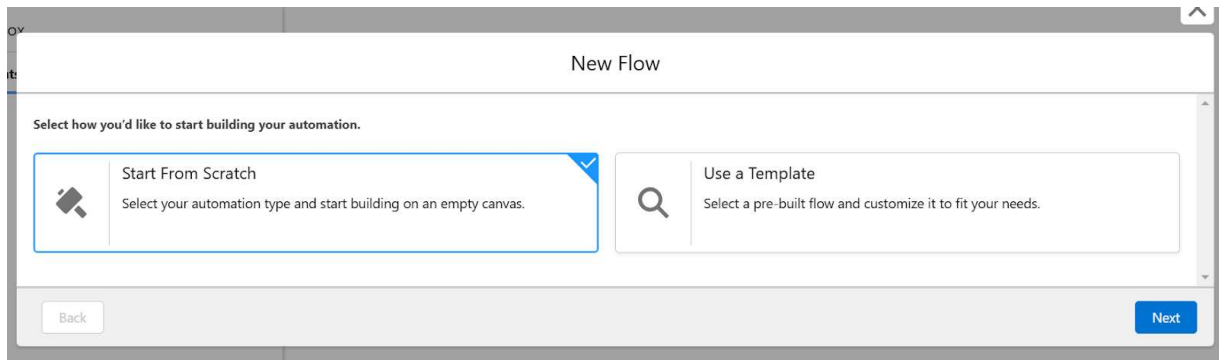 ox
New Flow
Select how you'd like to start building your automation.
Start From Scratch
Select your automation type and start building on an empty canvas.
Use a Template
Select a pre-built flow and customize it to fit your needs.
Back
Next